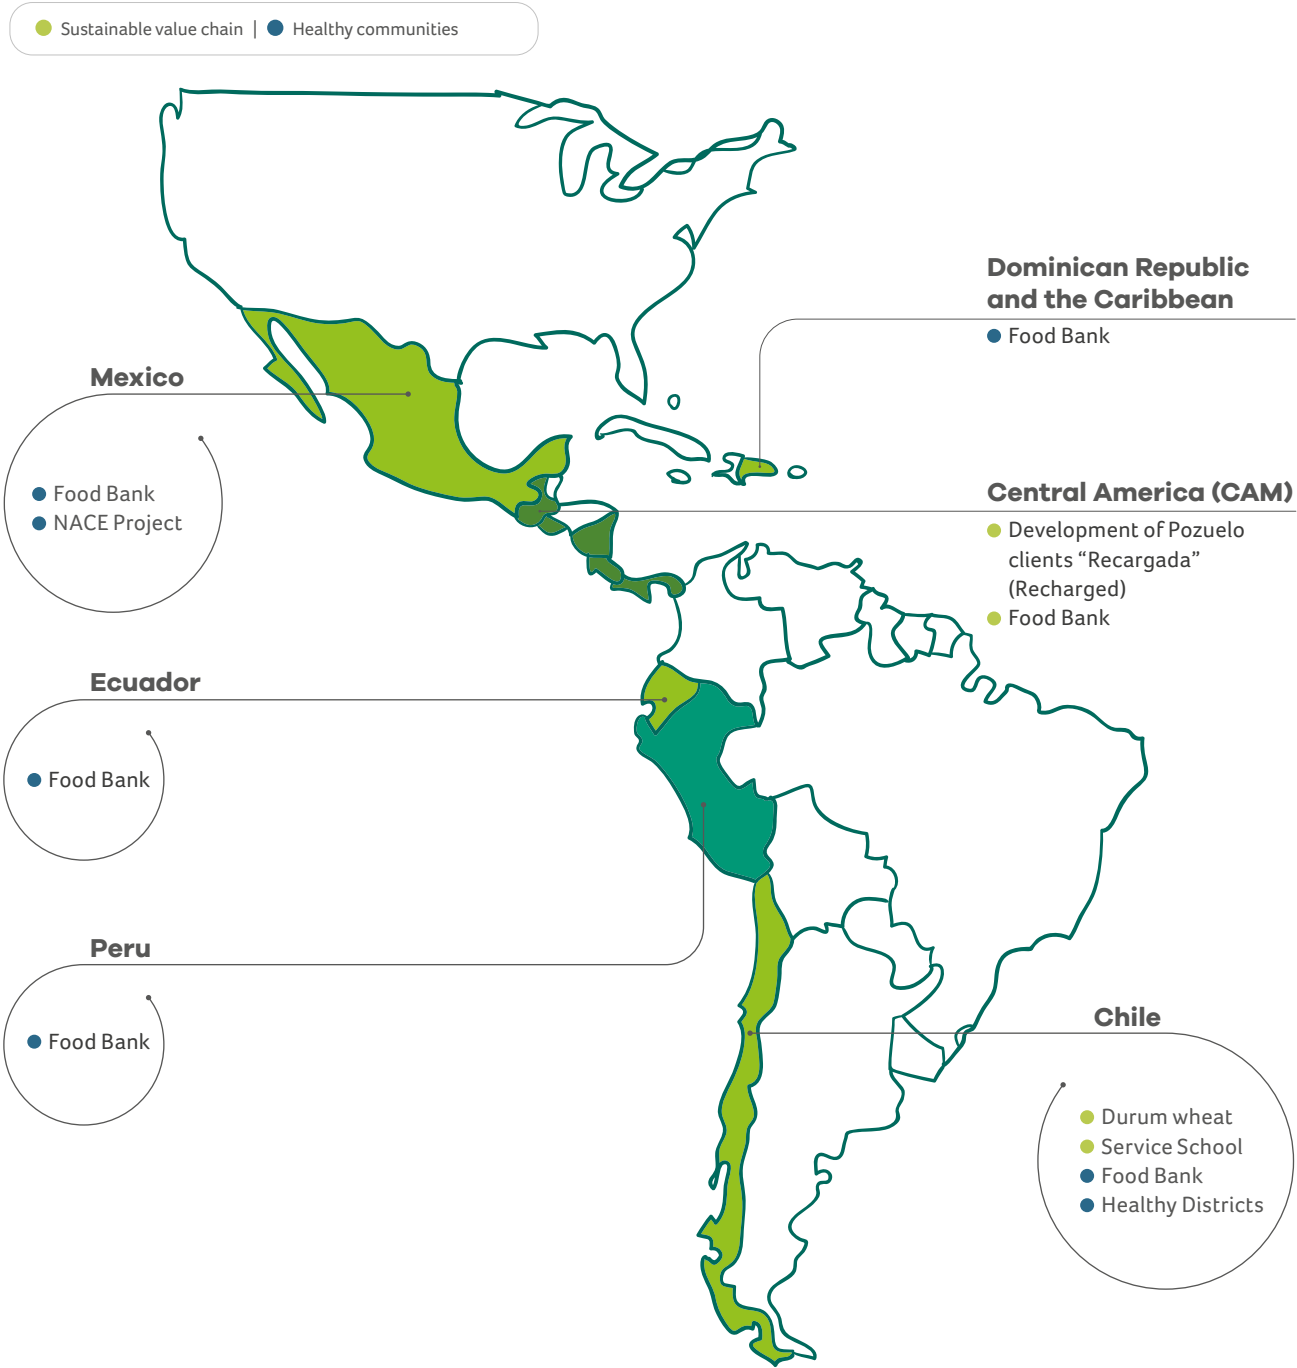 Sustainable value chain | Healthy communities
Dominican Republic
and the Caribbean
Food Bank
Mexico
Food Bank
NACE Project
Central America (CAM)
Development of Pozuelo
clients “Recargada”
(Recharged)
Food Bank
Ecuador
Food Bank
Peru
Food Bank
Chile
Durum wheat
Service School
Food Bank
Healthy Districts